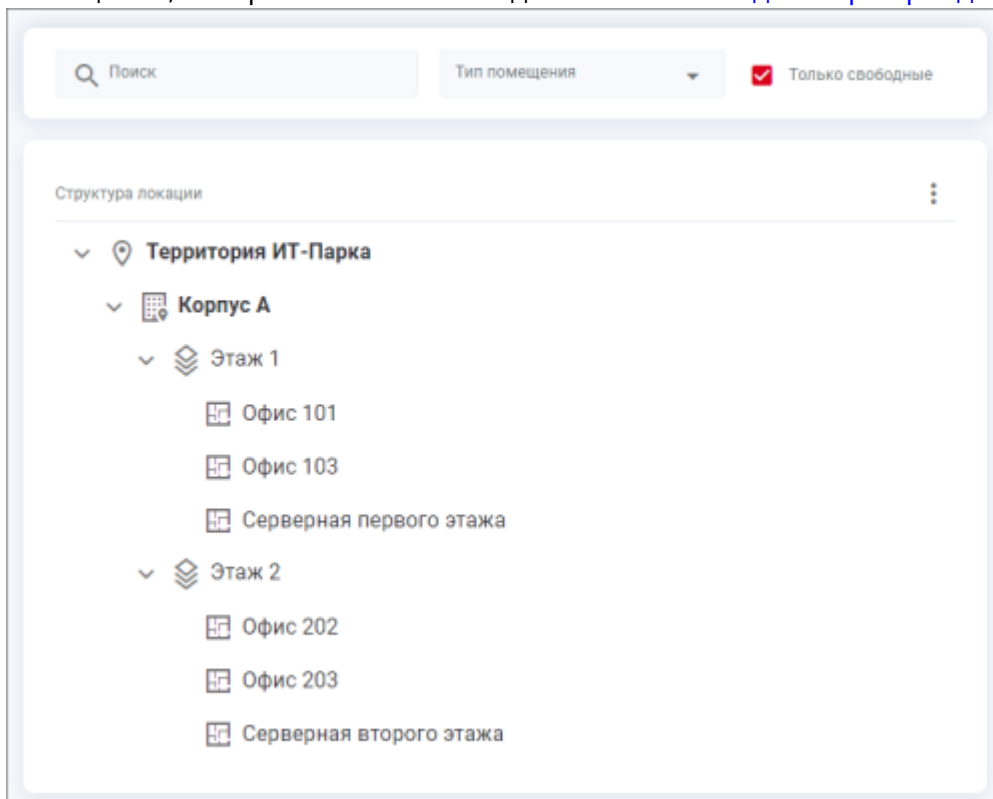 Поиск
Тип помещения
Только свободные
Структура локации
Территория ИТ-Парка
Корпус А
Этаж 1
Офис 101
Офис 103
Серверная первого этажа
Этаж 2
Офис 202
Офис 203
Серверная второго этажа